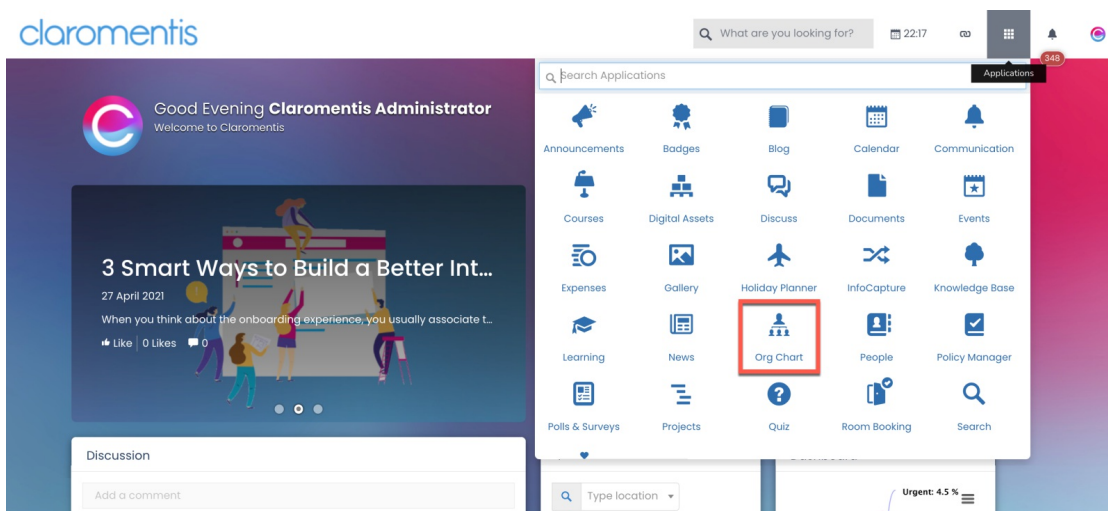 claromentis
What are you looking for?
22:17
348
Applications
Search Applications
Good Evening Claromentis Administrator
Welcome to Claromentis
Announcements
Badges
Blog
Calendar
Communication
Courses
Digital Assets
Discuss
Documents
Events
Expenses
Gallery
Holiday Planner
InfoCapture
Knowledge Base
Learning
News
Org Chart
People
Policy Manager
Polls & Surveys
Projects
Quiz
Room Booking
Search
3 Smart Ways to Build a Better Int...
27 April 2021
When you think about the onboarding experience, you usually associate t...
Like 0 Likes 0
Discussion
Add a comment
Type location
Urgent: 4.5 %